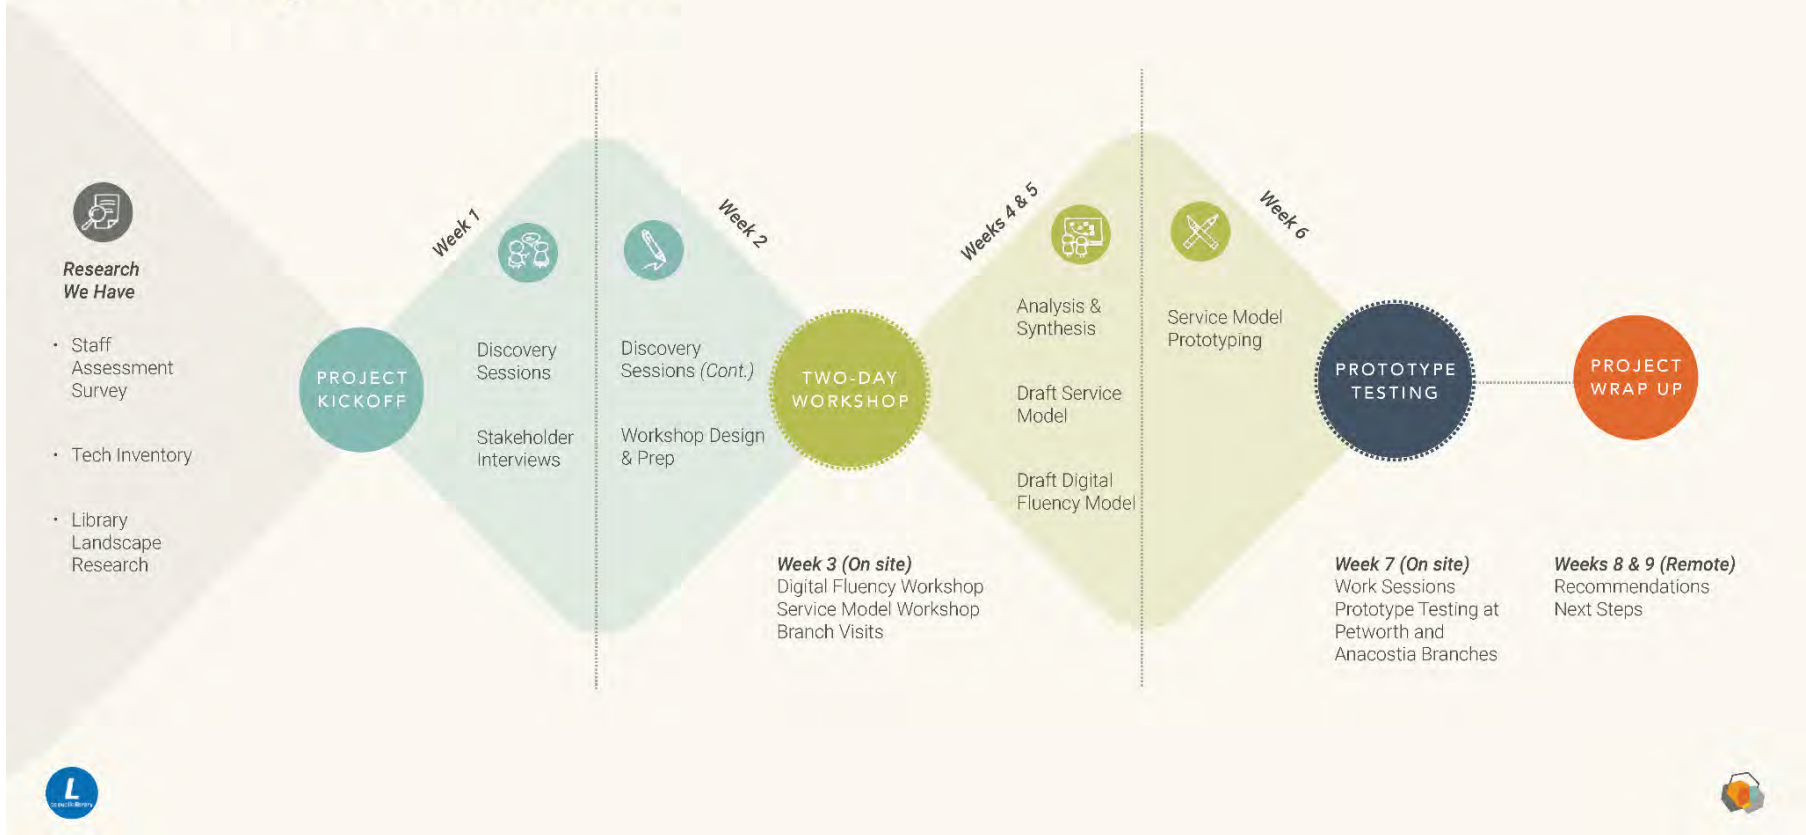 Research
We Have
· Staff
Assessment
Survey
· Tech Inventory
· Library
Landscape
Research
PROJECT
KICKOFF
Week 1
Discovery
Sessions
Stakeholder
Interviews
Week 2
Discovery
Sessions (Cont.)
Workshop Design
& Prep
TWO-DAY
WORKSHOP
Week 3 (On site)
Digital Fluency Workshop
Service Model Workshop
Branch Visits
Weeks 4 & 5
Analysis &
Synthesis
Draft Service
Model
Draft Digital
Fluency Model
Week 6
Service Model
Prototyping
PROTOTYPE
TESTING
Week 7 (On site)
Work Sessions
Prototype Testing at
Petworth and
Anacostia Branches
PROJECT
WRAP UP
Weeks 8 & 9 (Remote)
Recommendations
Next Steps
L